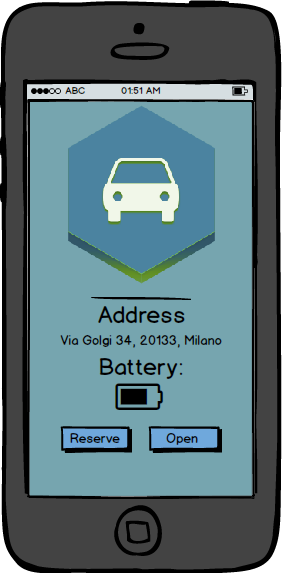 ABC 01:51 AM
Address
Via Golgi 34, 20133, Milano
Battery:
Reserve Open